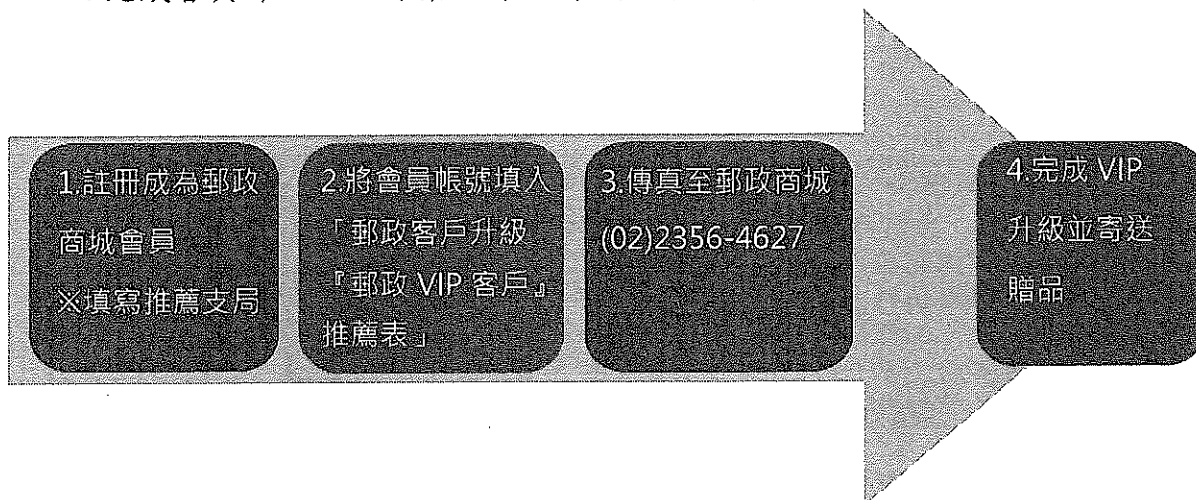 1.註冊成為郵政
商城會員
※填寫推薦支局
2.將會員帳號填入
「郵政客戶升級
『郵政 VIP 客戶』
推薦表」
3.傳真至郵政商城
(02)2356-4627
4.完成 VIP
升級並寄送
贈品